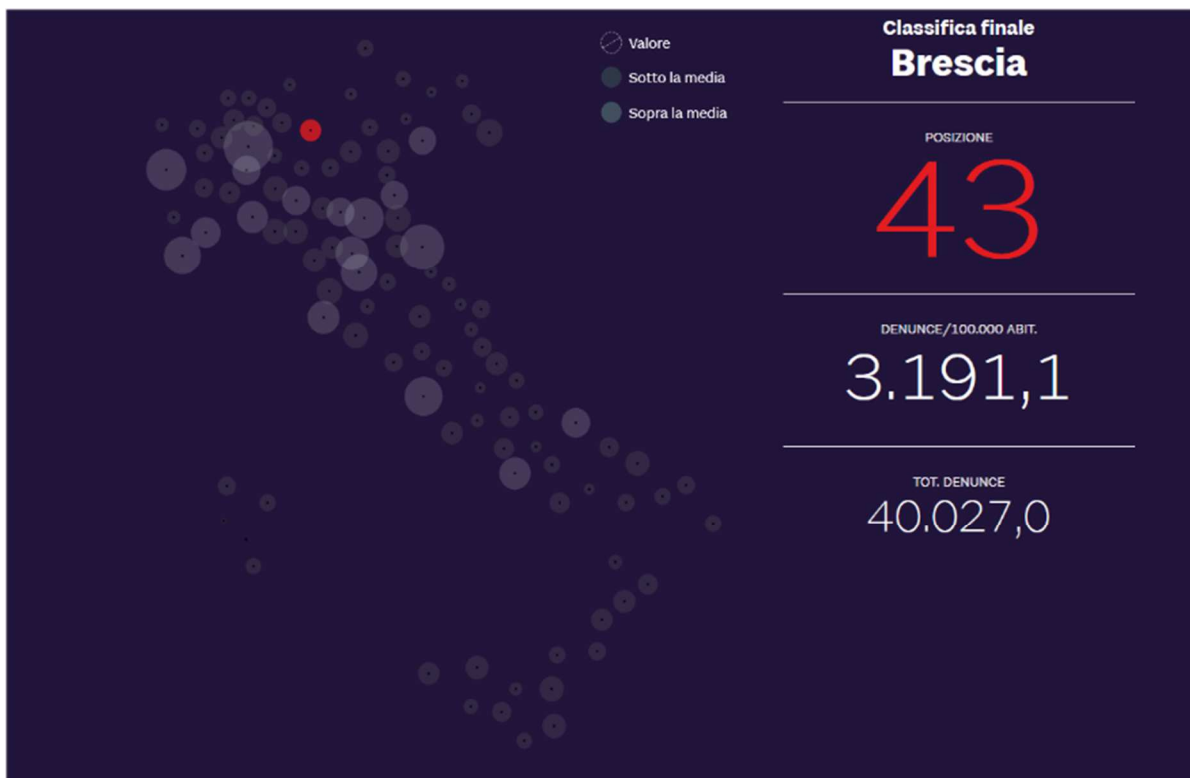 Valore
Sotto la media
Sopra la media
Classifica finale
Brescia
POSIZIONE
43
DENUNCE/100.000 ABIT.
3.191,1
TOT. DENUNCE
40.027,0